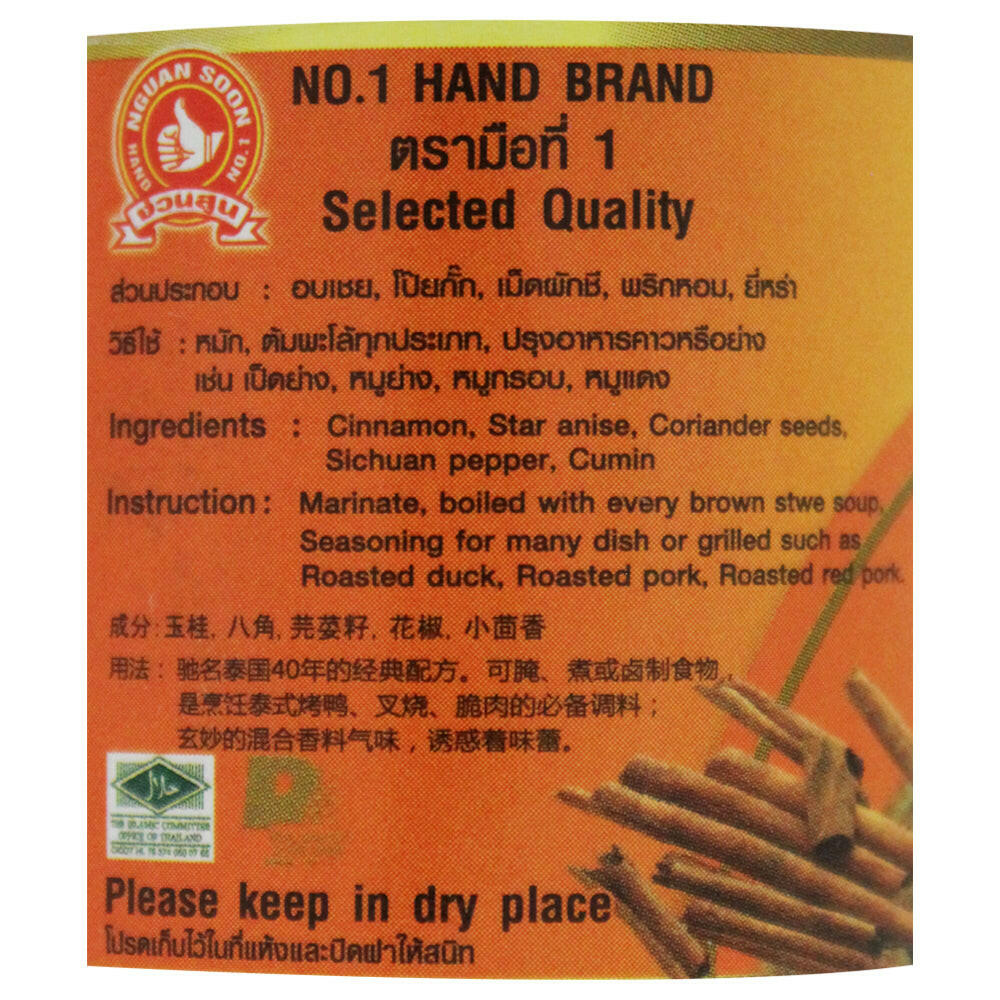 NGUAN SOON
HAND NO.1
ง่วนสูน
NO.1 HAND BRAND
ตรามือที่ 1
Selected Quality
ส่วนประกอบ : อบเชย, โป๊ยกั๊ก, เม็ดผักชี, พริกหอม, ยี่หร่า
วิธีใช้ : หมัก, ต้มพะโล้ทุกประเภท, ปรุงอาหารคาวหรือย่าง
เช่น เป็ดย่าง, หมูย่าง, หมูกรอบ, หมูแดง
Ingredients : Cinnamon, Star anise, Coriander seeds,
Sichuan pepper, Cumin
Instruction : Marinate, boiled with every brown stwe soup,
Seasoning for many dish or grilled such as
Roasted duck, Roasted pork, Roasted red pork.
成分: 玉桂, 八角, 芫荽籽, 花椒, 小茴香
用法：驰名泰国40年的经典配方。可腌、煮或卤制食物，
是烹饪泰式烤鸭、叉烧、脆肉的必备调料；
玄妙的混合香料气味，诱惑着味蕾。
حلال
THE ISLAMIC COMMITTEE
OFFICE OF THAILAND
Please keep in dry place
โปรดเก็บไว้ในที่แห้งและปิดฝาให้สนิท